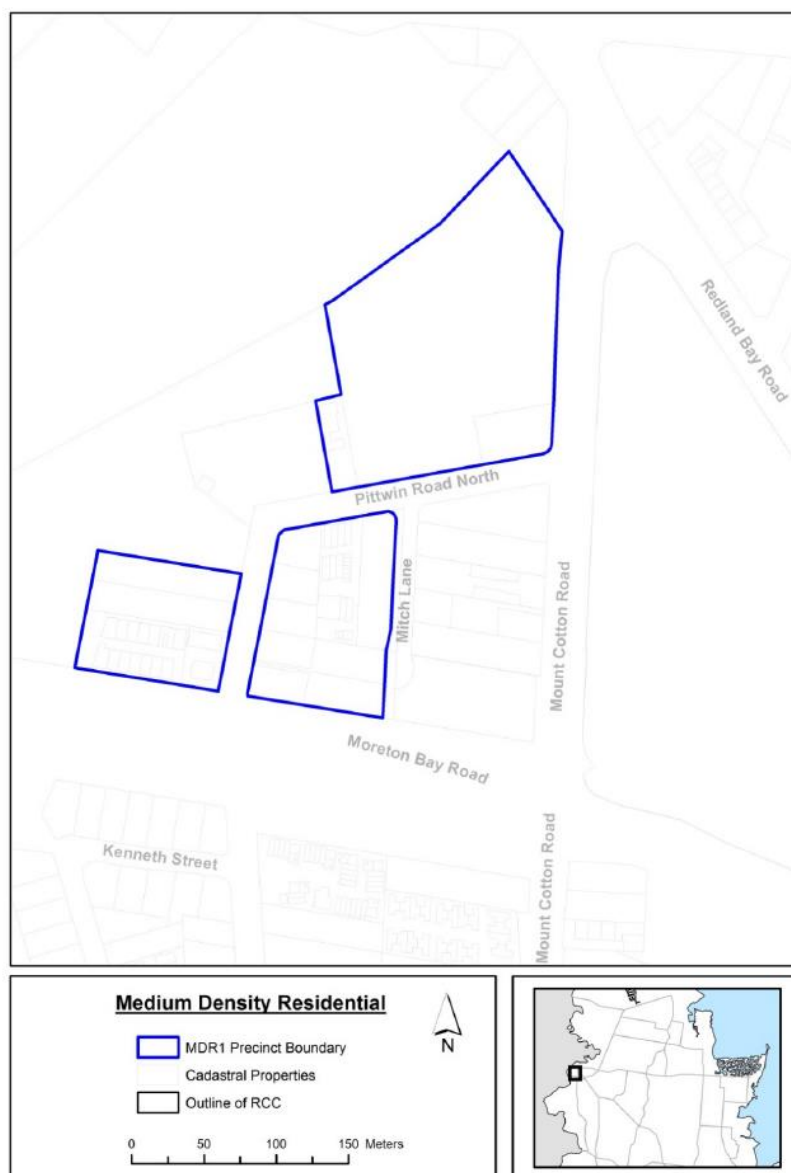 Redland Bay Road
Pittwin Road North
Mitch Lane
Mount Cotton Road
Moreton Bay Road
Kenneth Street
Mount Cotton Road
Medium Density Residential
MDR1 Precinct Boundary
Cadastral Properties
Outline of RCC
N
0 50 100 150 Meters